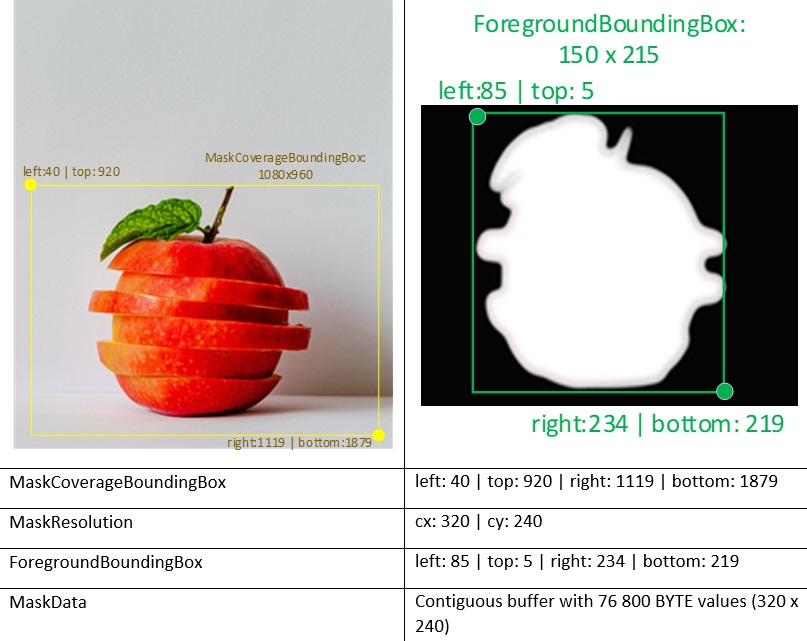 ForegroundBoundingBox:
150 x 215
left:85 | top: 5
MaskCoverageBoundingBox:
1080x960
left:40 | top: 920
right:1119 | bottom:1879
right:234 | bottom: 219
MaskCoverageBoundingBox
left: 40 | top: 920 | right: 1119 | bottom: 1879
MaskResolution
cx: 320 | cy: 240
ForegroundBoundingBox
left: 85 | top: 5 | right: 234 | bottom: 219
MaskData
Contiguous buffer with 76 800 BYTE values (320 x
240)